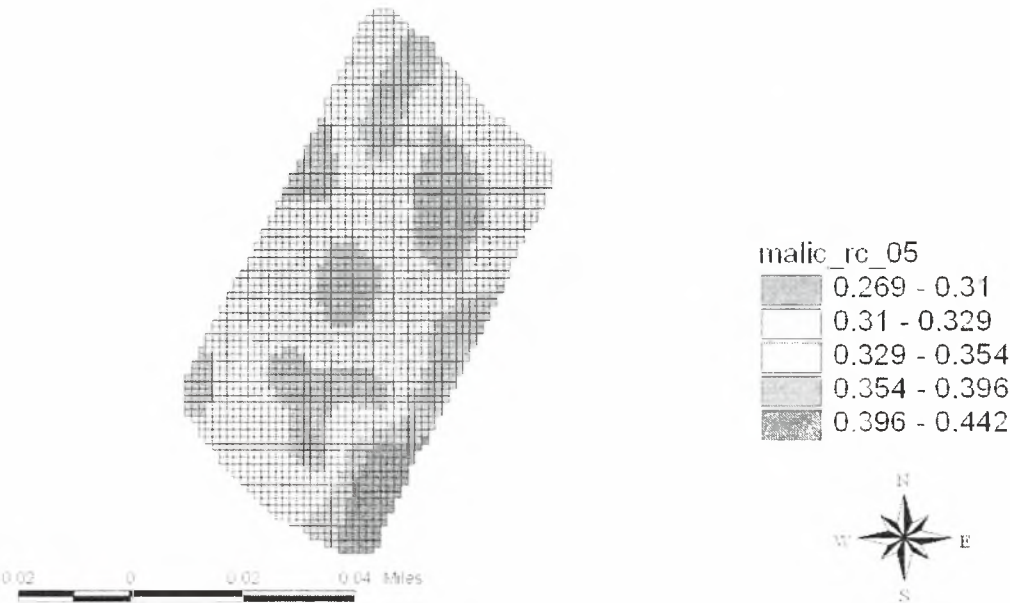 malic_rc_05
0.269 - 0.31
0.31 - 0.329
0.329 - 0.354
0.354 - 0.396
0.396 - 0.442
N
W E
S
0.02 0 0.02 0.04 Miles